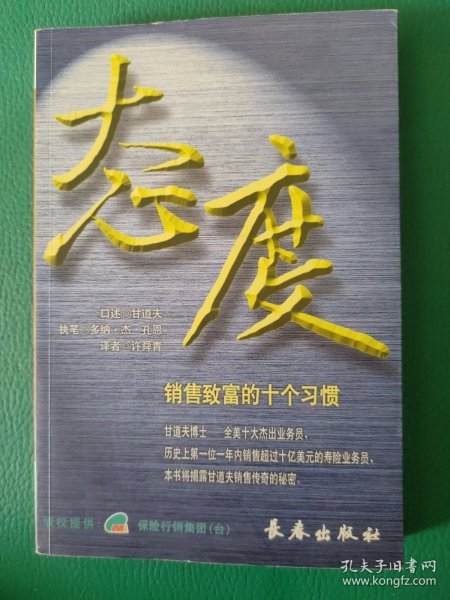 态度
口述◎甘道夫
执笔◎多纳·杰·孔恩
译者◎许舜青
销售致富的十个习惯
甘道夫博士 全美十大杰出业务员、
历史上第一位一年内销售超过十亿美元的寿险业务员、
本书将揭露甘道夫销售传奇的秘密。
版权提供：
IM
保险行销集团(台)
长春出版社
孔夫子旧书网
www.kongfz.com